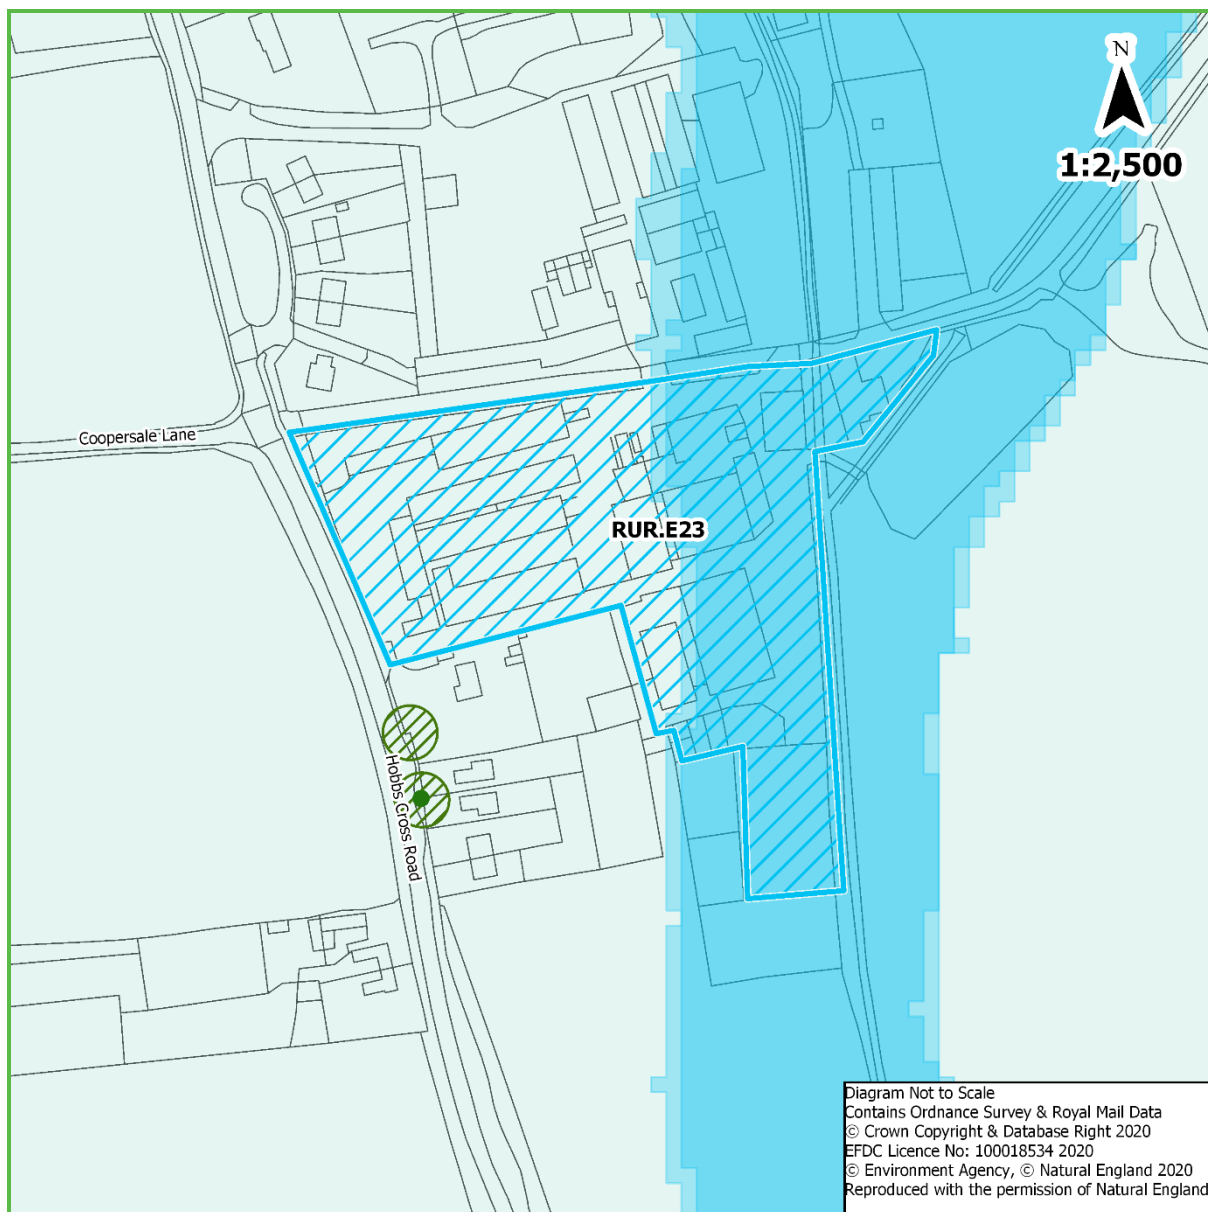 N
1:2,500
Coopersale Lane
RUR.E23
Hobbs Cross Road
Diagram Not to Scale
Contains Ordnance Survey & Royal Mail Data
© Crown Copyright & Database Right 2020
EFDC Licence No: 100018534 2020
© Environment Agency, © Natural England 2020
Reproduced with the permission of Natural England